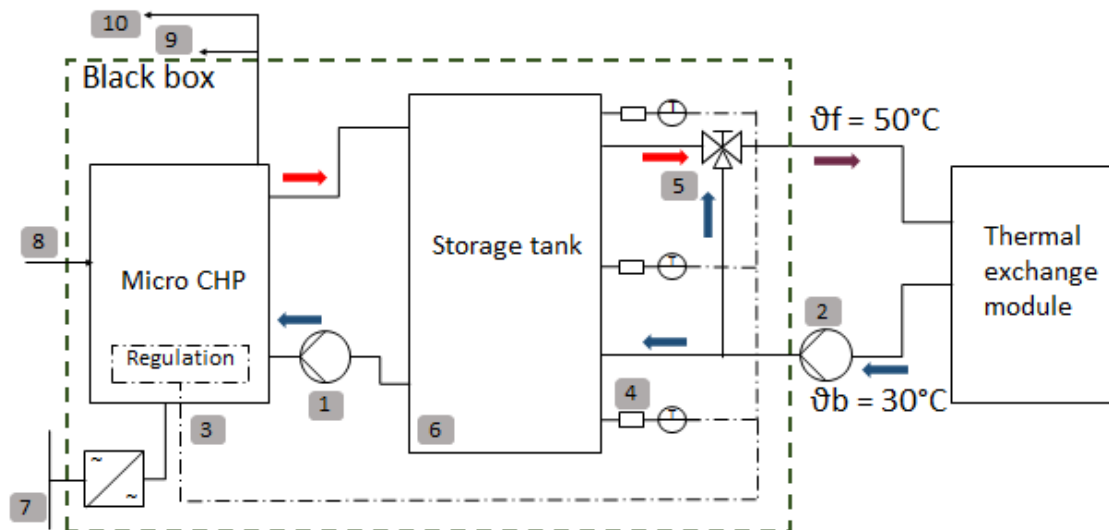 10
9
Black box
T
ϑf = 50°C
5
8
Storage tank
Thermal
exchange
module
Micro CHP
T
2
Regulation
ϑb = 30°C
1
4
T
3
6
~
~
7